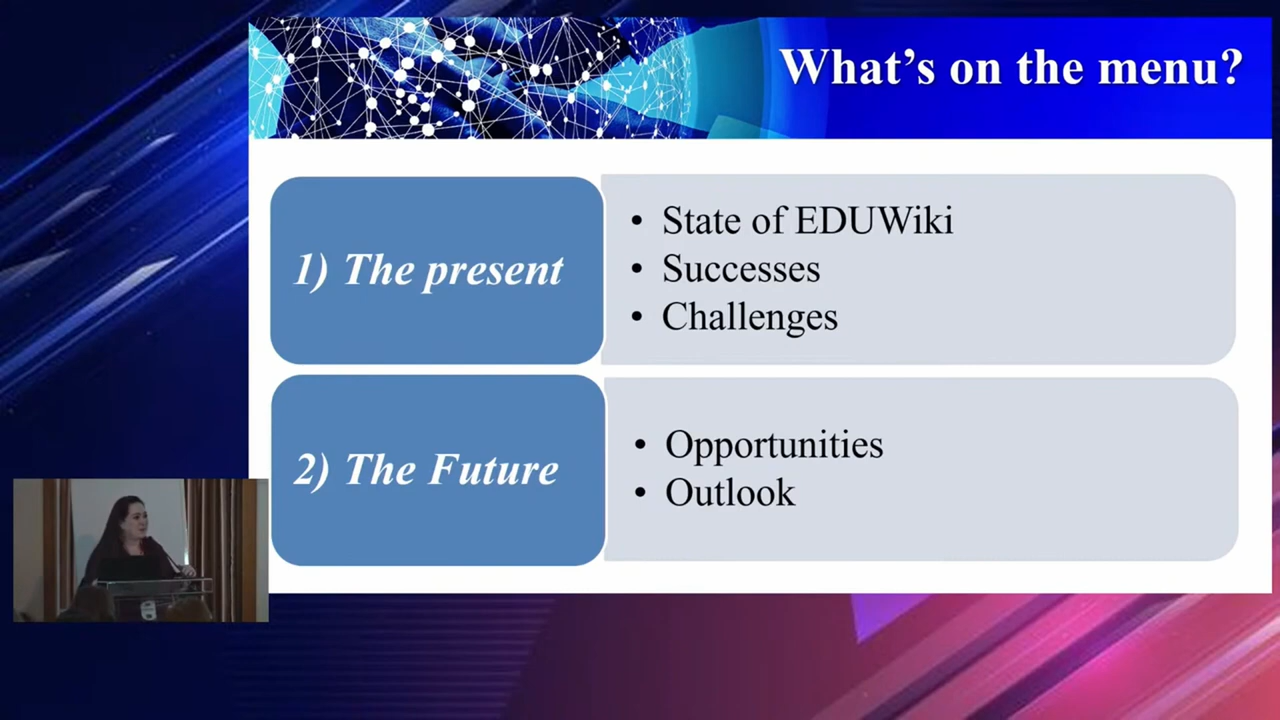 What's on the menu?
1) The present
• State of EDUWiki
• Successes
• Challenges
2) The Future
• Opportunities
• Outlook